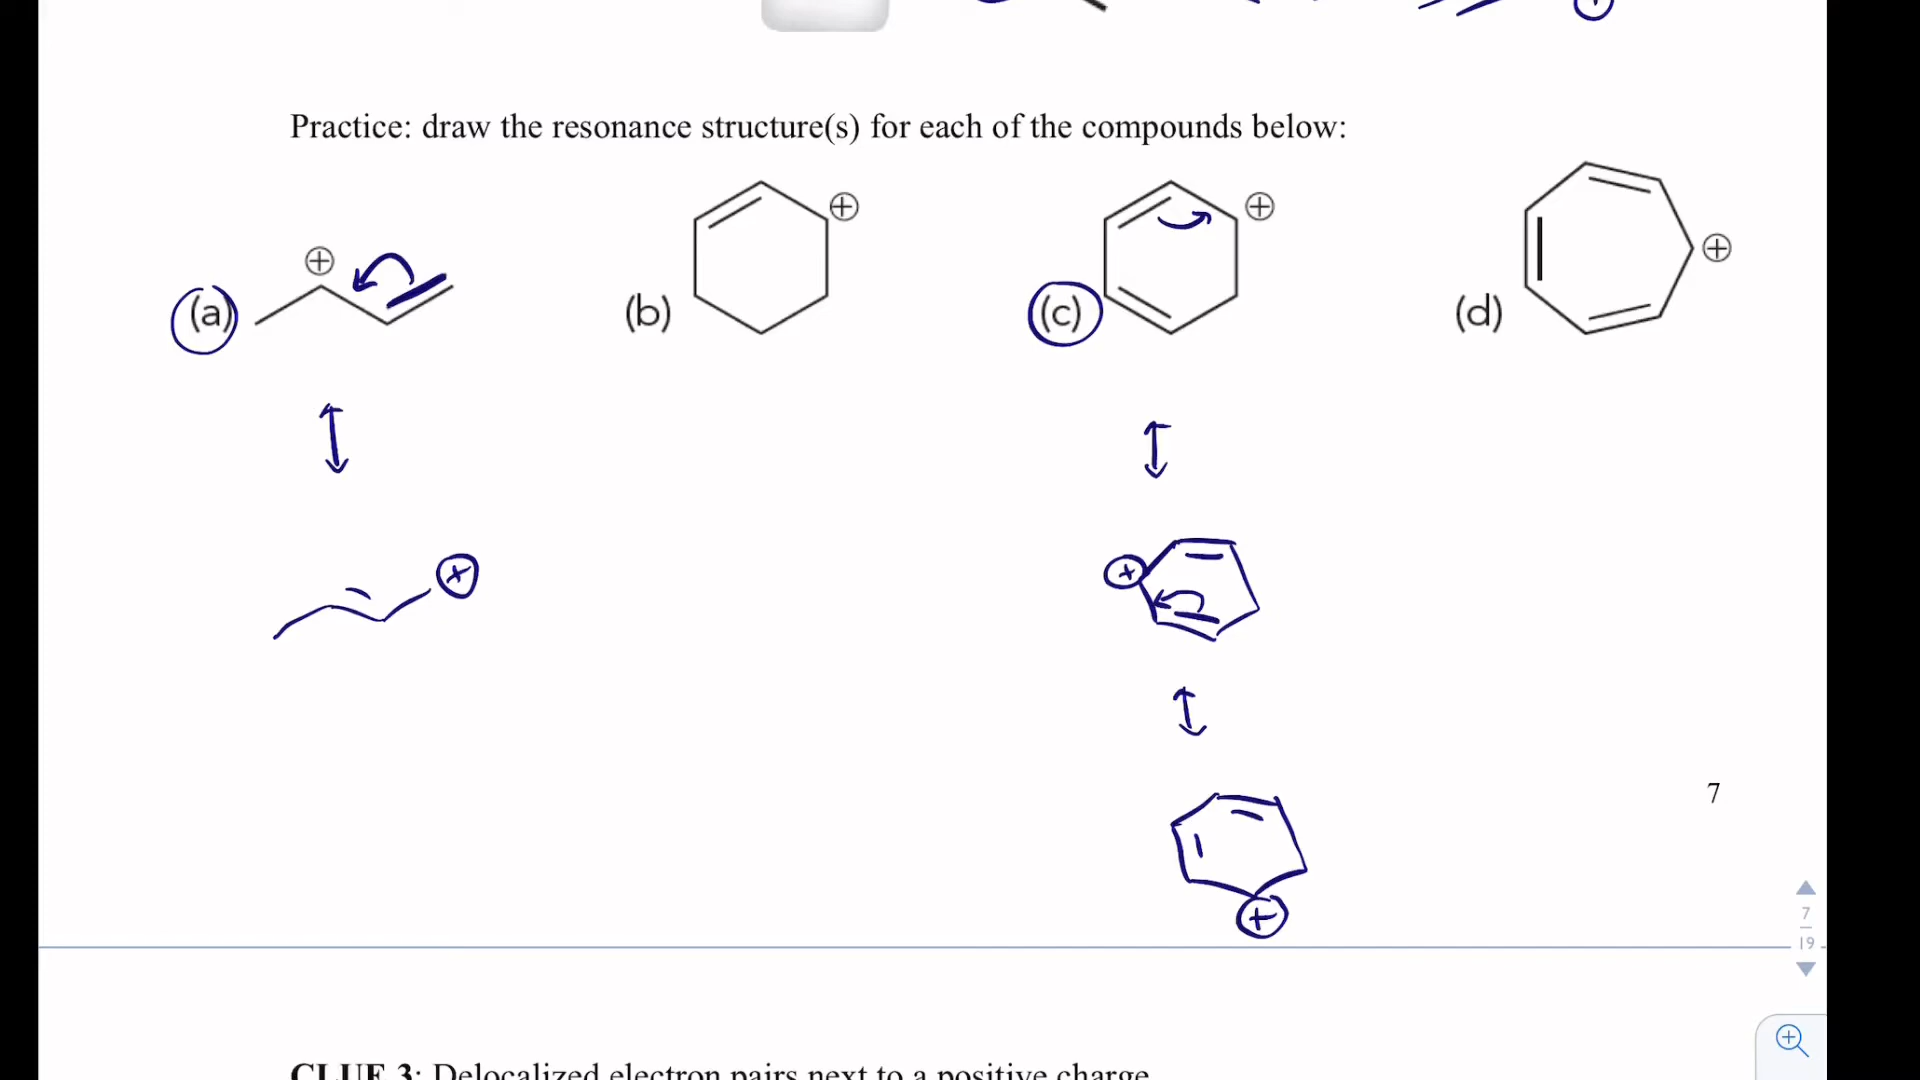 Practice: draw the resonance structure(s) for each of the compounds below:
⊕ ⊕ ⊕ ⊕
(a) (b) (c) (d)
⊕ ⊕
⊕
7
7
19
CLUE 3: Delocalized electron pairs next to a positive charge